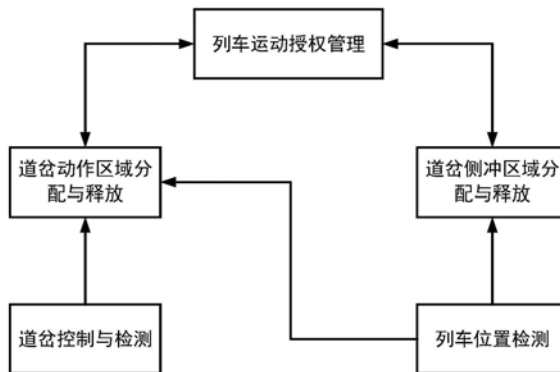 列车运动授权管理
道岔动作区域分
配与释放
道岔侧冲区域分
配与释放
道岔控制与检测
列车位置检测